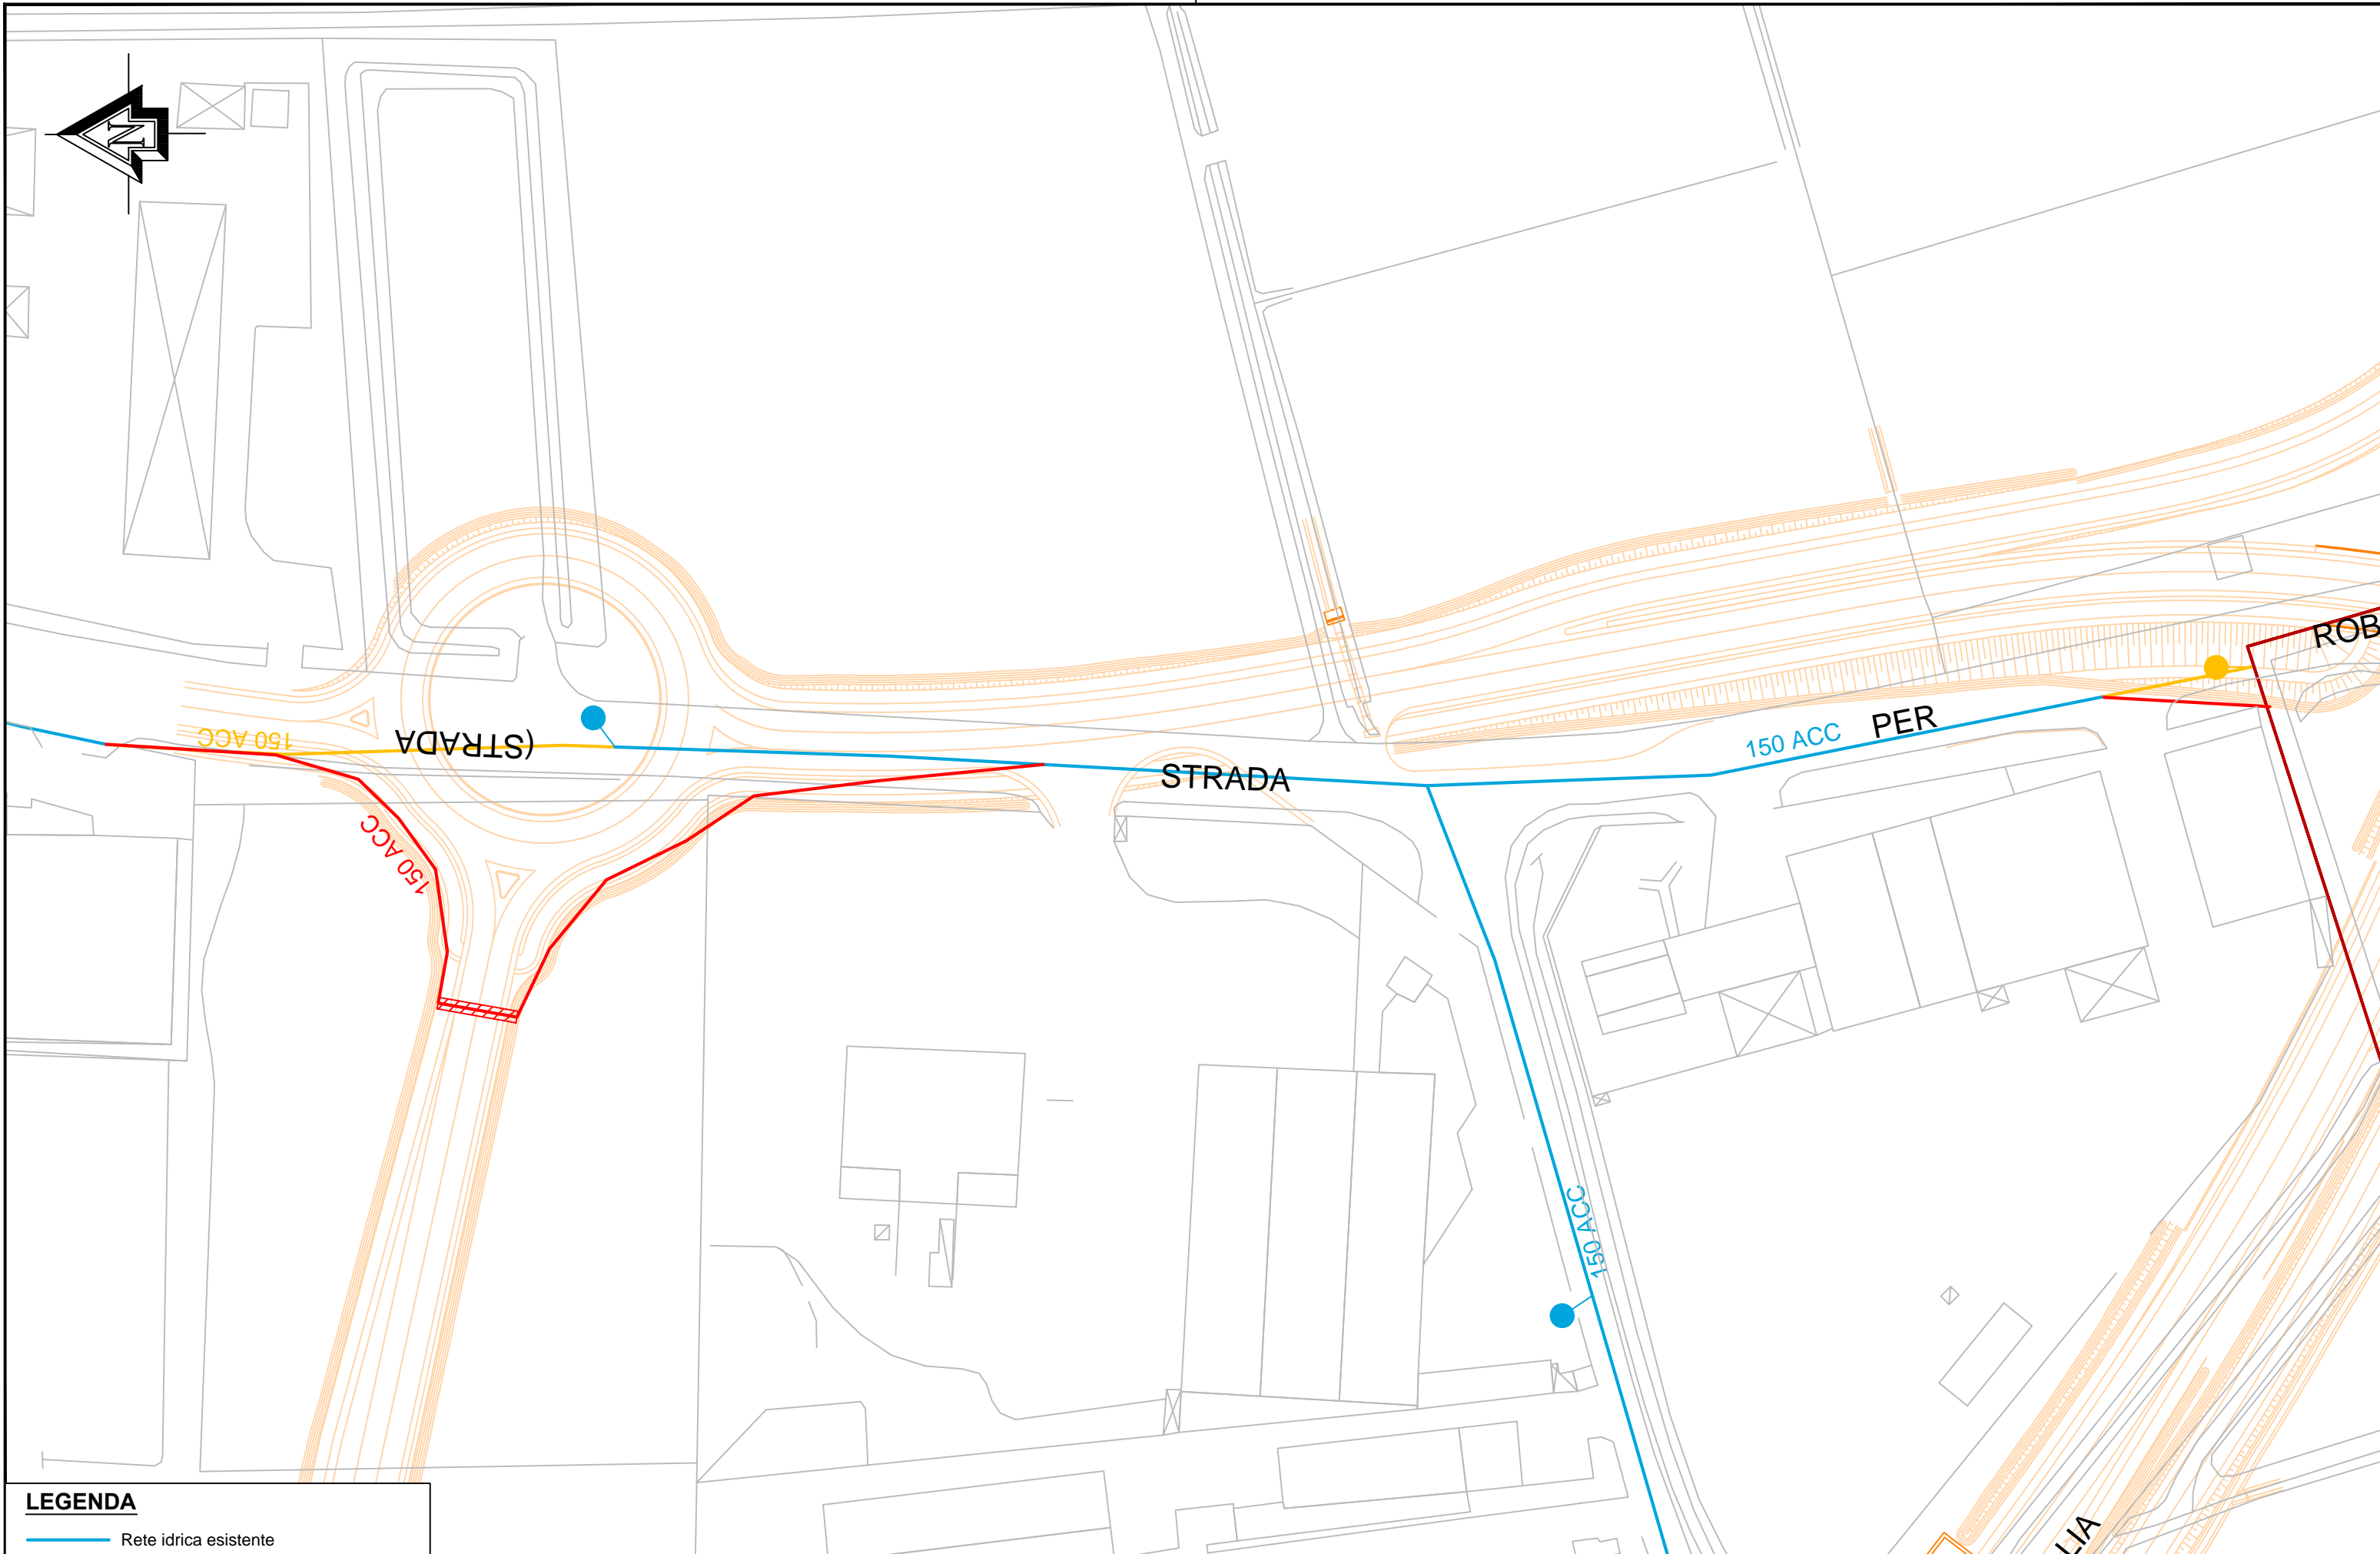 N
ROB
150 ACC
(STRADA
150 ACC
PER
STRADA
150 ACC
150 ACC
LEGENDA
Rete idrica esistente
LIA